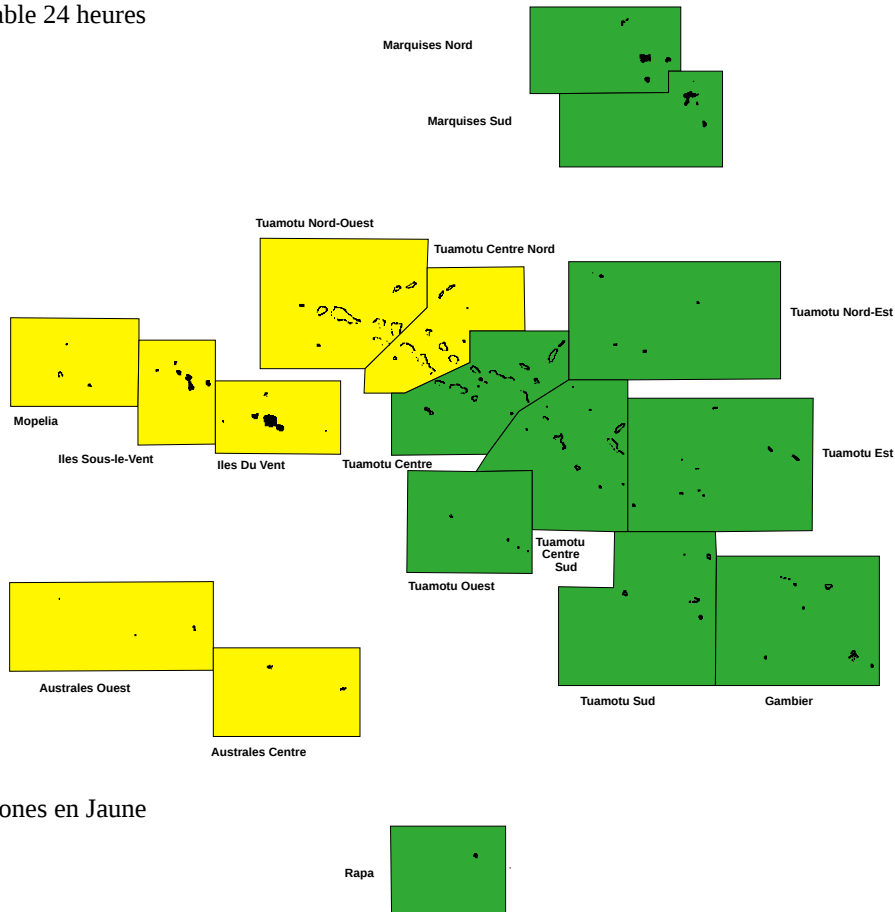 24 heures
Marquises Nord
Marquises Sud
Tuamotu Nord-Ouest
Tuamotu Centre Nord
Tuamotu Nord-Est
Mopelia
Iles Sous-le-Vent
Iles Du Vent
Tuamotu Centre
Tuamotu Est
Tuamotu
Centre
Sud
Tuamotu Ouest
Australes Ouest
Tuamotu Sud
Gambier
Australes Centre
en Jaune
Rapa